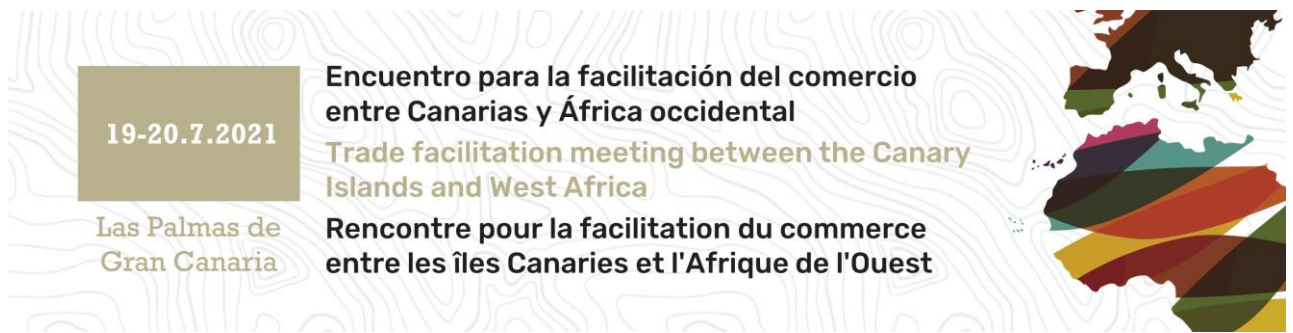 19-20.7.2021
Las Palmas de
Gran Canaria
Encuentro para la facilitación del comercio
entre Canarias y África occidental
Trade facilitation meeting between the Canary
Islands and West Africa
Rencontre pour la facilitation du commerce
entre les îles Canaries et l'Afrique de l'Ouest